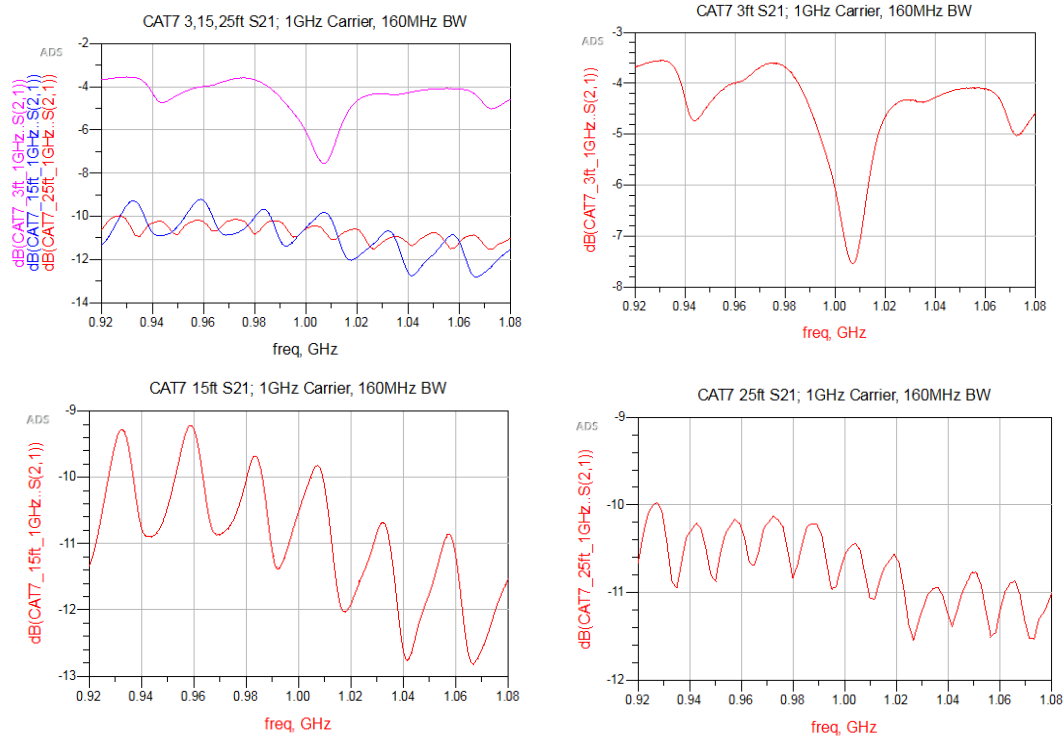 CAT7 3,15,25ft S21; 1GHz Carrier, 160MHz BW
ADS
dB(CAT7_3ft_1GHz..S(2,1))
dB(CAT7_15ft_1GHz..S(2,1))
dB(CAT7_25ft_1GHz..S(2,1))
-2
-4
-6
-8
-10
-12
-14
0.92 0.94 0.96 0.98 1.00 1.02 1.04 1.06 1.08
freq, GHz
CAT7 3ft S21; 1GHz Carrier, 160MHz BW
ADS
dB(CAT7_3ft_1GHz..S(2,1))
-3
-4
-5
-6
-7
-8
0.92 0.94 0.96 0.98 1.00 1.02 1.04 1.06 1.08
freq, GHz
CAT7 15ft S21; 1GHz Carrier, 160MHz BW
ADS
dB(CAT7_15ft_1GHz..S(2,1))
-9
-10
-11
-12
-13
0.92 0.94 0.96 0.98 1.00 1.02 1.04 1.06 1.08
freq, GHz
CAT7 25ft S21; 1GHz Carrier, 160MHz BW
ADS
dB(CAT7_25ft_1GHz..S(2,1))
-9
-10
-11
-12
0.92 0.94 0.96 0.98 1.00 1.02 1.04 1.06 1.08
freq, GHz